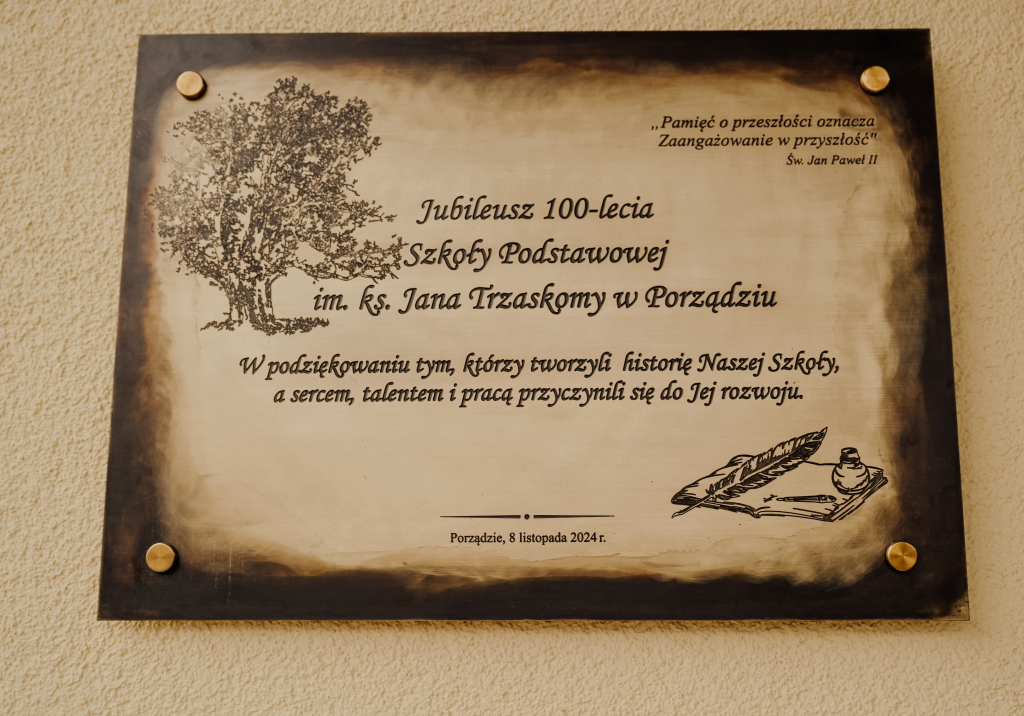 ,,Pamięć o przeszłości oznacza
Zaangażowanie w przyszłość"
Św. Jan Paweł II
Jubileusz 100-lecia
Szkoły Podstawowej
im. ks. Jana Trzaskomy w Porządziu
W podziękowaniu tym, którzy tworzyli historię Naszej Szkoły,
a sercem, talentem i pracą przyczynili się do Jej rozwoju.
Porządzie, 8 listopada 2024 r.